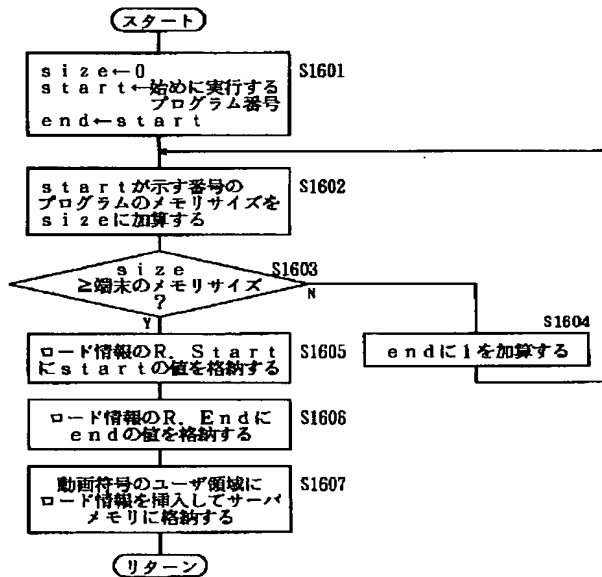 スタート
size←0
start←始めに実行する
プログラム番号
end←start
S1601
startが示す番号の
プログラムのメモリサイズを
sizeに加算する
S1602
size
≧端末のメモリサイズ
?
S1603
N
Y
S1604
endに1を加算する
ロード情報のR. Start
にstartの値を格納する
S1605
ロード情報のR. Endに
endの値を格納する
S1606
動画符号のユーザ領域に
ロード情報を挿入してサーバ
メモリに格納する
S1607
リターン